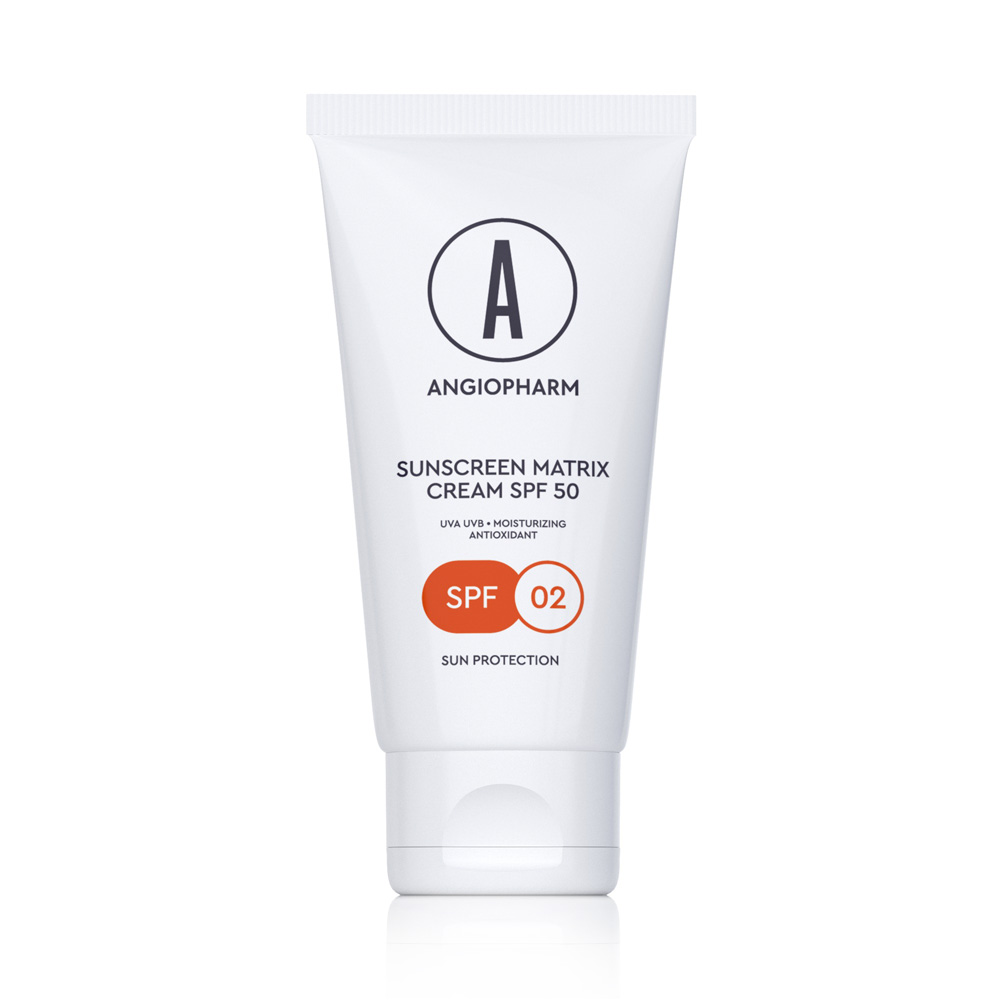 A
ANGIOPHARM
SUNSCREEN MATRIX
CREAM SPF 50
UVA UVB • MOISTURIZING
ANTIOXIDANT
SPF 02
SUN PROTECTION